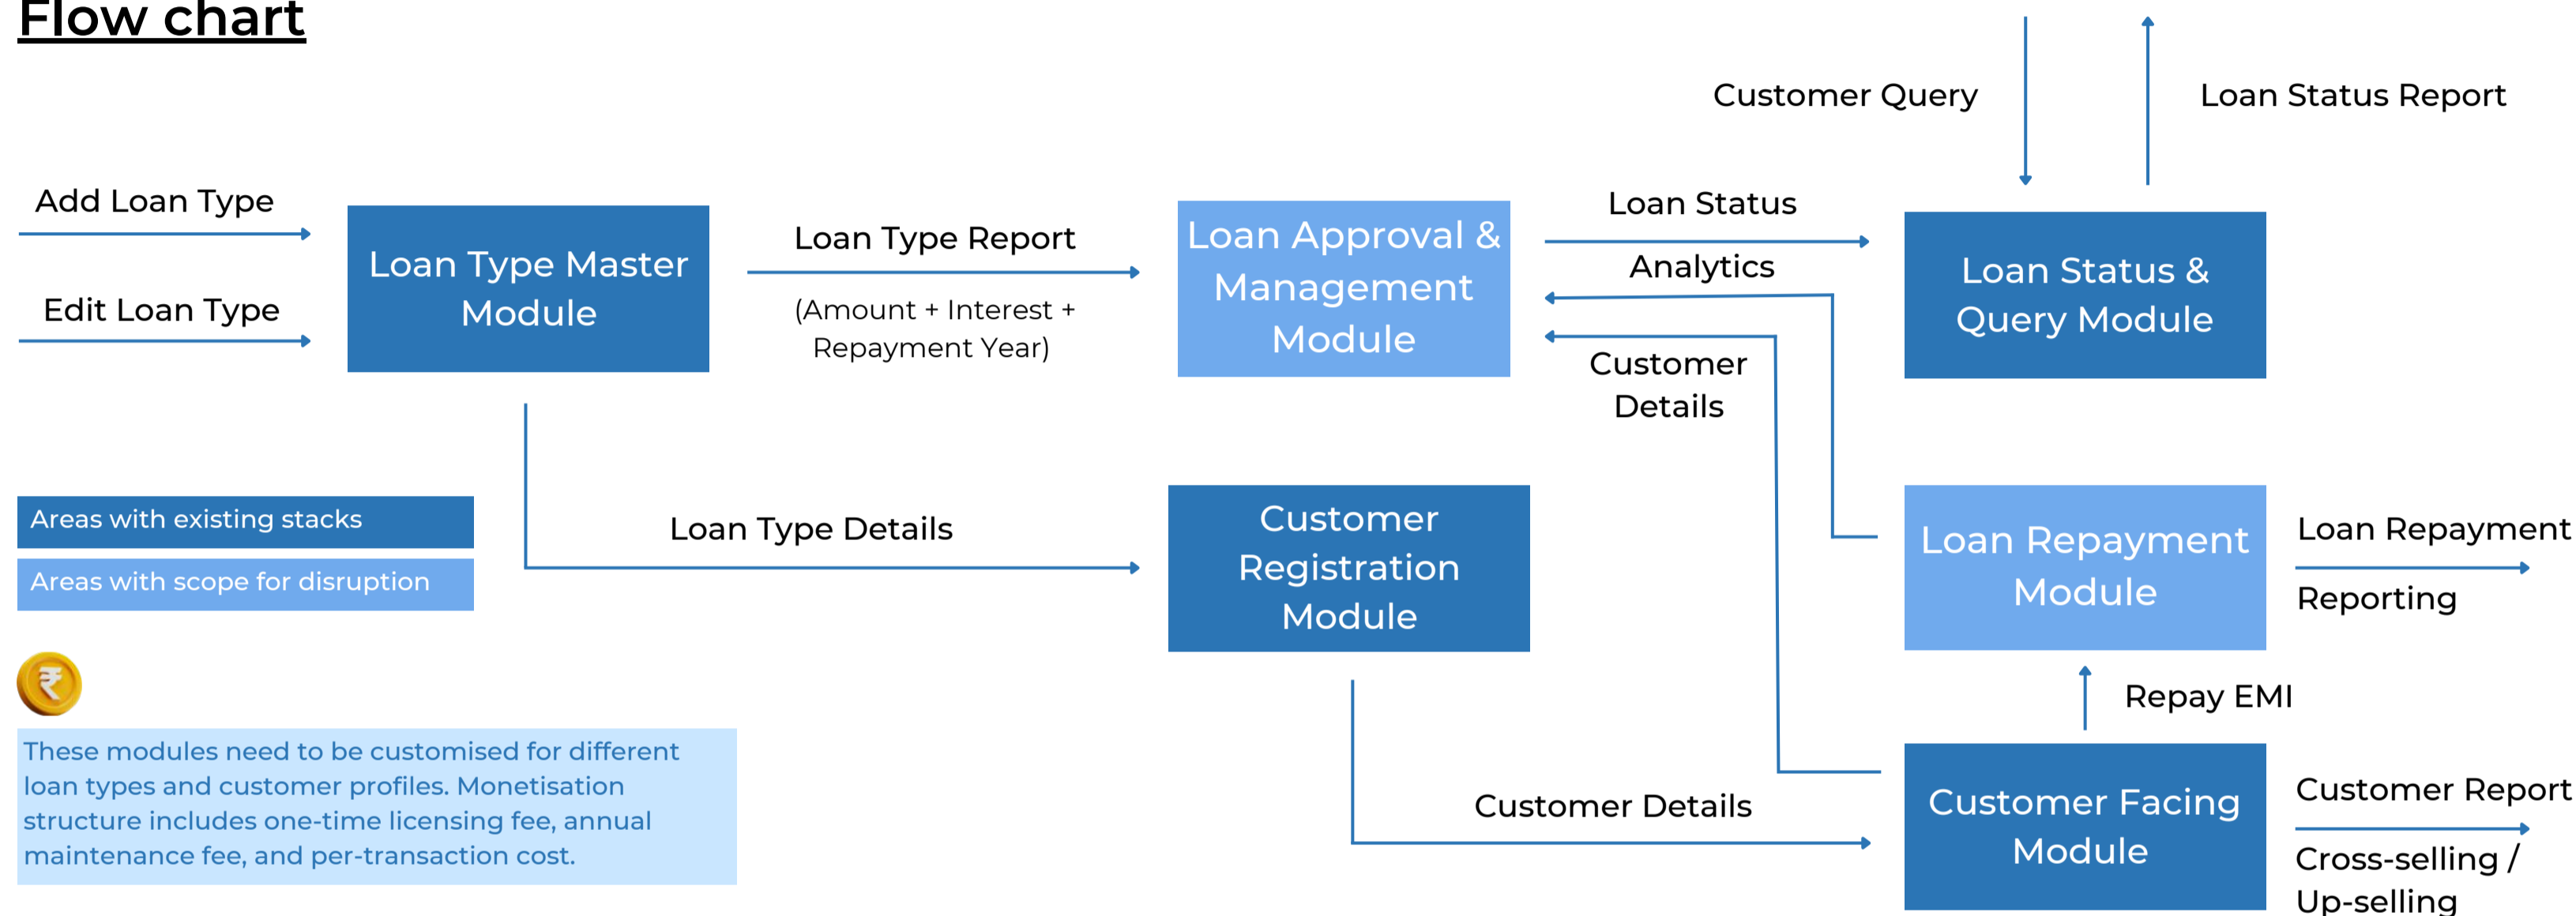 Flow chart
Customer Query
Loan Status Report
Add Loan Type
Edit Loan Type
Loan Type Master
Module
Loan Type Report
(Amount + Interest +
Repayment Year)
Loan Approval &
Management
Module
Loan Status
Analytics
Customer
Details
Loan Status &
Query Module
Areas with existing stacks
Areas with scope for disruption
Loan Type Details
Customer
Registration
Module
Loan Repayment
Module
Loan Repayment
Reporting
Repay EMI
₹
These modules need to be customised for different
loan types and customer profiles. Monetisation
structure includes one-time licensing fee, annual
maintenance fee, and per-transaction cost.
Customer Details
Customer Facing
Module
Customer Report
Cross-selling /
Up-selling